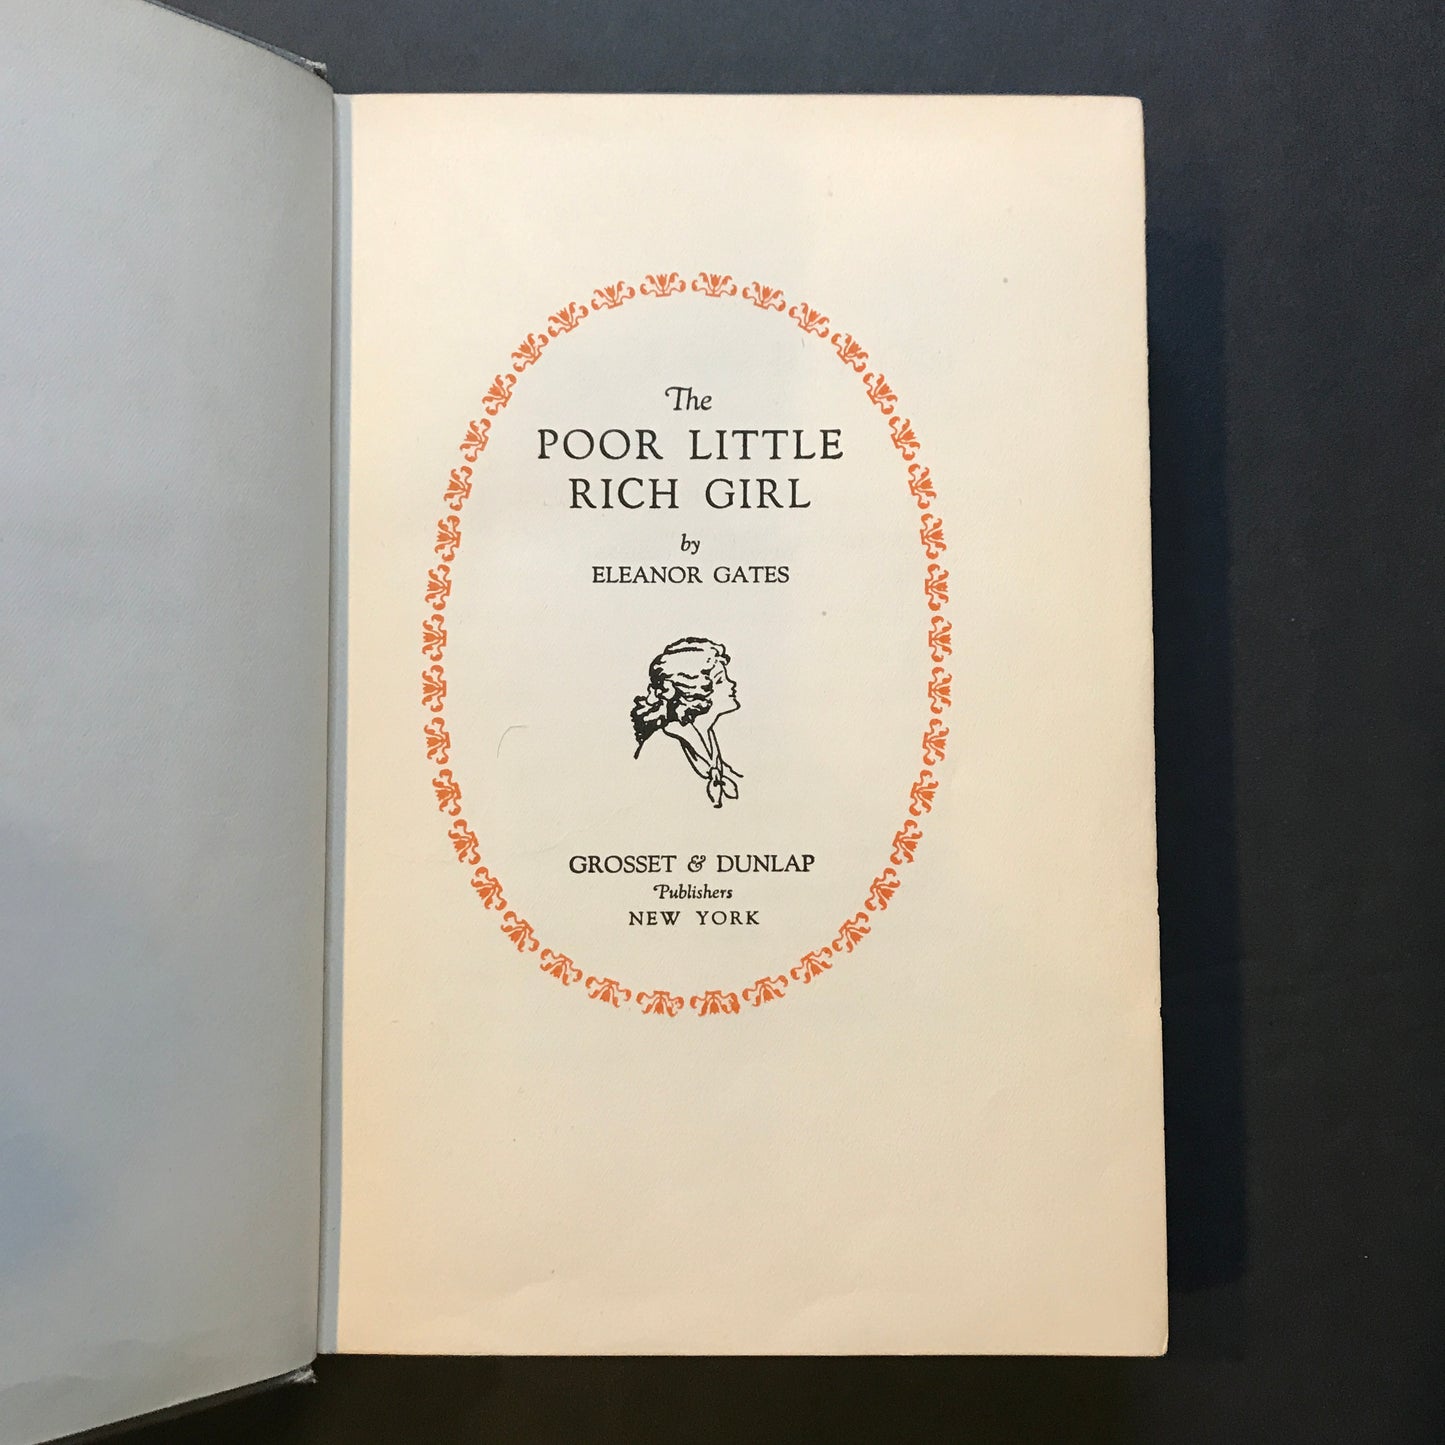 The
POOR LITTLE
RICH GIRL
by
ELEANOR GATES
GROSSET & DUNLAP
Publishers
NEW YORK